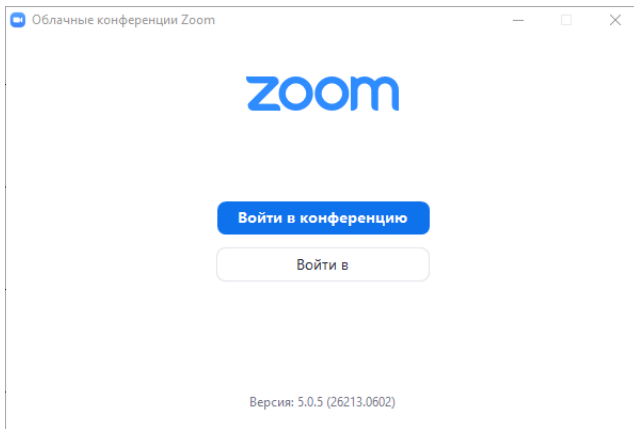 Облачные конференции Zoom
zoom
Войти в конференцию
Войти в
Версия: 5.0.5 (26213.0602)